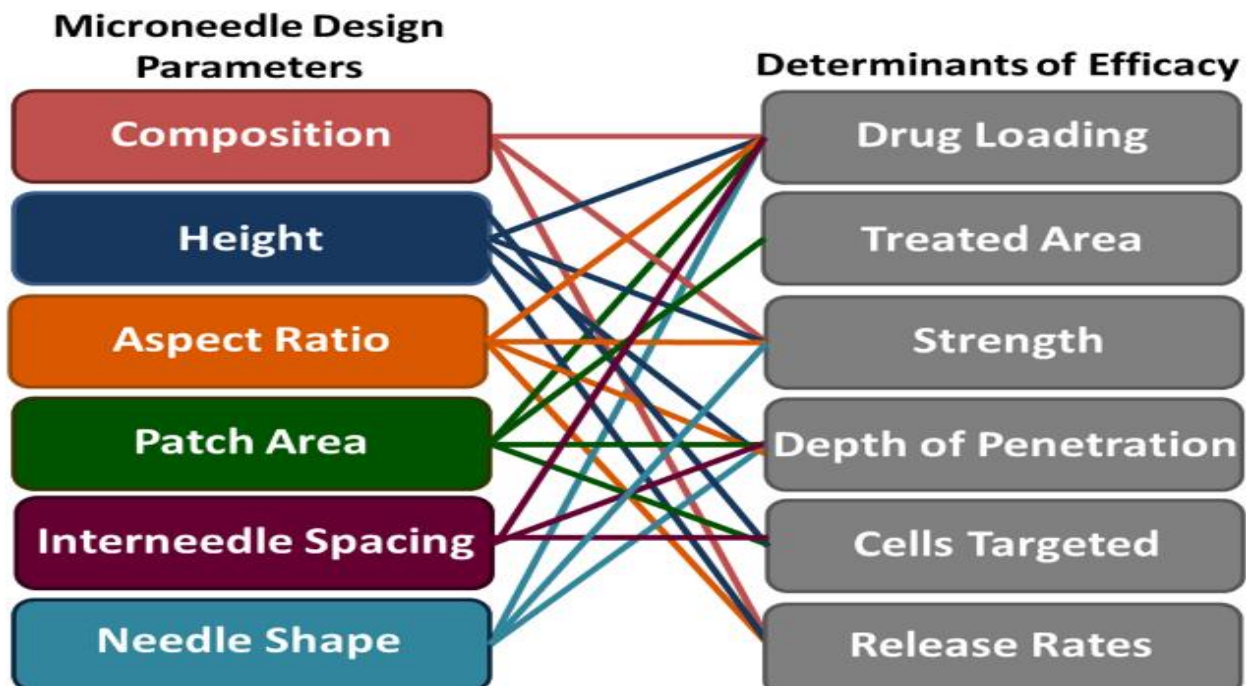 Microneedle Design
Parameters
Determinants of Efficacy
Composition
Drug Loading
Height
Treated Area
Aspect Ratio
Strength
Patch Area
Depth of Penetration
Interneedle Spacing
Cells Targeted
Needle Shape
Release Rates